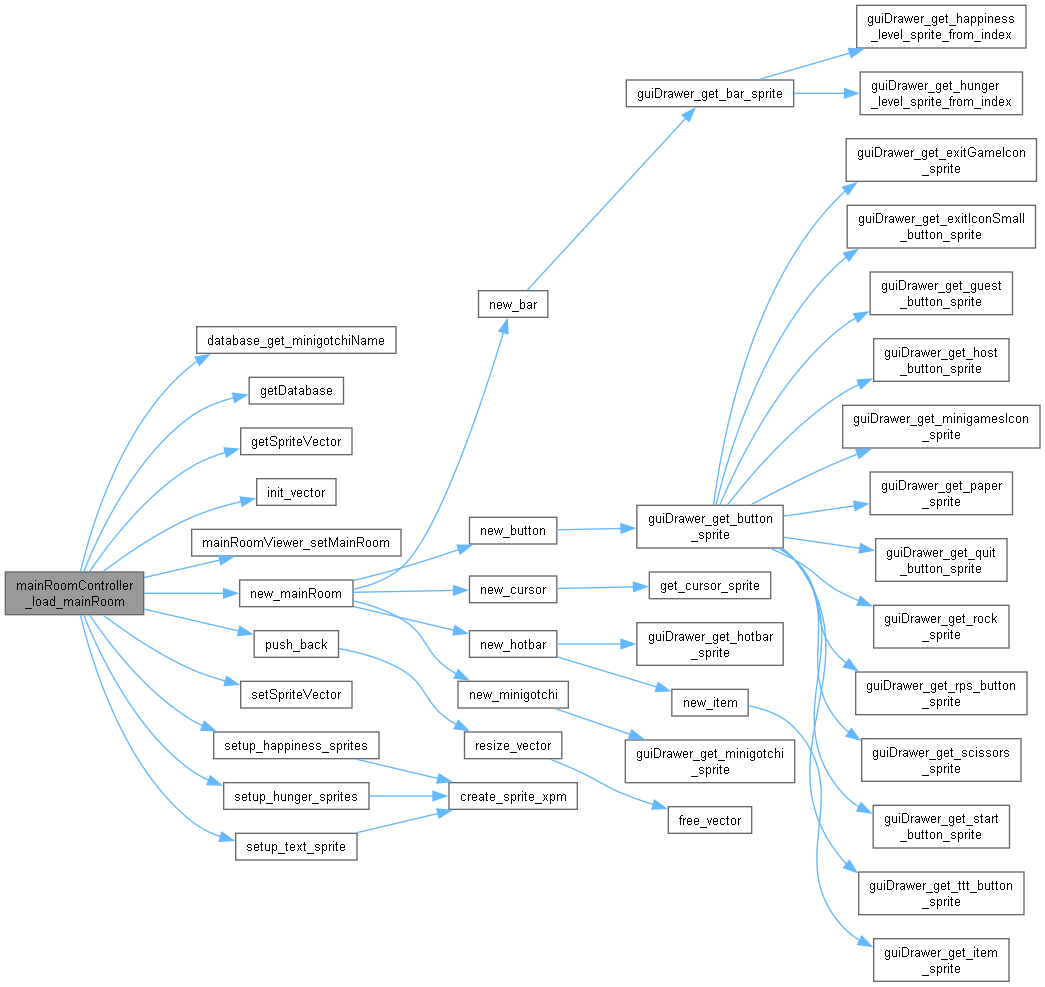 mainRoomController
_load_mainRoom
database_get_minigotchiName
getDatabase
getSpriteVector
init_vector
mainRoomViewer_setMainRoom
new_mainRoom
push_back
setSpriteVector
setup_happiness_sprites
setup_hunger_sprites
setup_text_sprite
new_bar
new_button
new_cursor
new_hotbar
new_minigotchi
resize_vector
create_sprite_xpm
guiDrawer_get_bar_sprite
guiDrawer_get_button
_sprite
get_cursor_sprite
guiDrawer_get_hotbar
_sprite
new_item
guiDrawer_get_minigotchi
_sprite
free_vector
guiDrawer_get_happiness
_level_sprite_from_index
guiDrawer_get_hunger
_level_sprite_from_index
guiDrawer_get_exitGameIcon
_sprite
guiDrawer_get_exitIconSmall
_button_sprite
guiDrawer_get_guest
_button_sprite
guiDrawer_get_host
_button_sprite
guiDrawer_get_minigamesIcon
_sprite
guiDrawer_get_paper
_sprite
guiDrawer_get_quit
_button_sprite
guiDrawer_get_rock
_sprite
guiDrawer_get_rps_button
_sprite
guiDrawer_get_scissors
_sprite
guiDrawer_get_start
_button_sprite
guiDrawer_get_ttt_button
_sprite
guiDrawer_get_item
_sprite